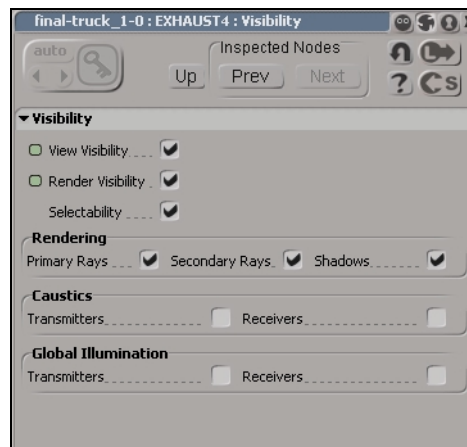 final-truck_1-0 : EXHAUST4 : Visibility
auto
Inspected Nodes
Up Prev Next
? S
Visibility
View Visibility
Render Visibility
Selectability
Rendering
Primary Rays Secondary Rays Shadows
Caustics
Transmitters Receivers
Global Illumination
Transmitters Receivers